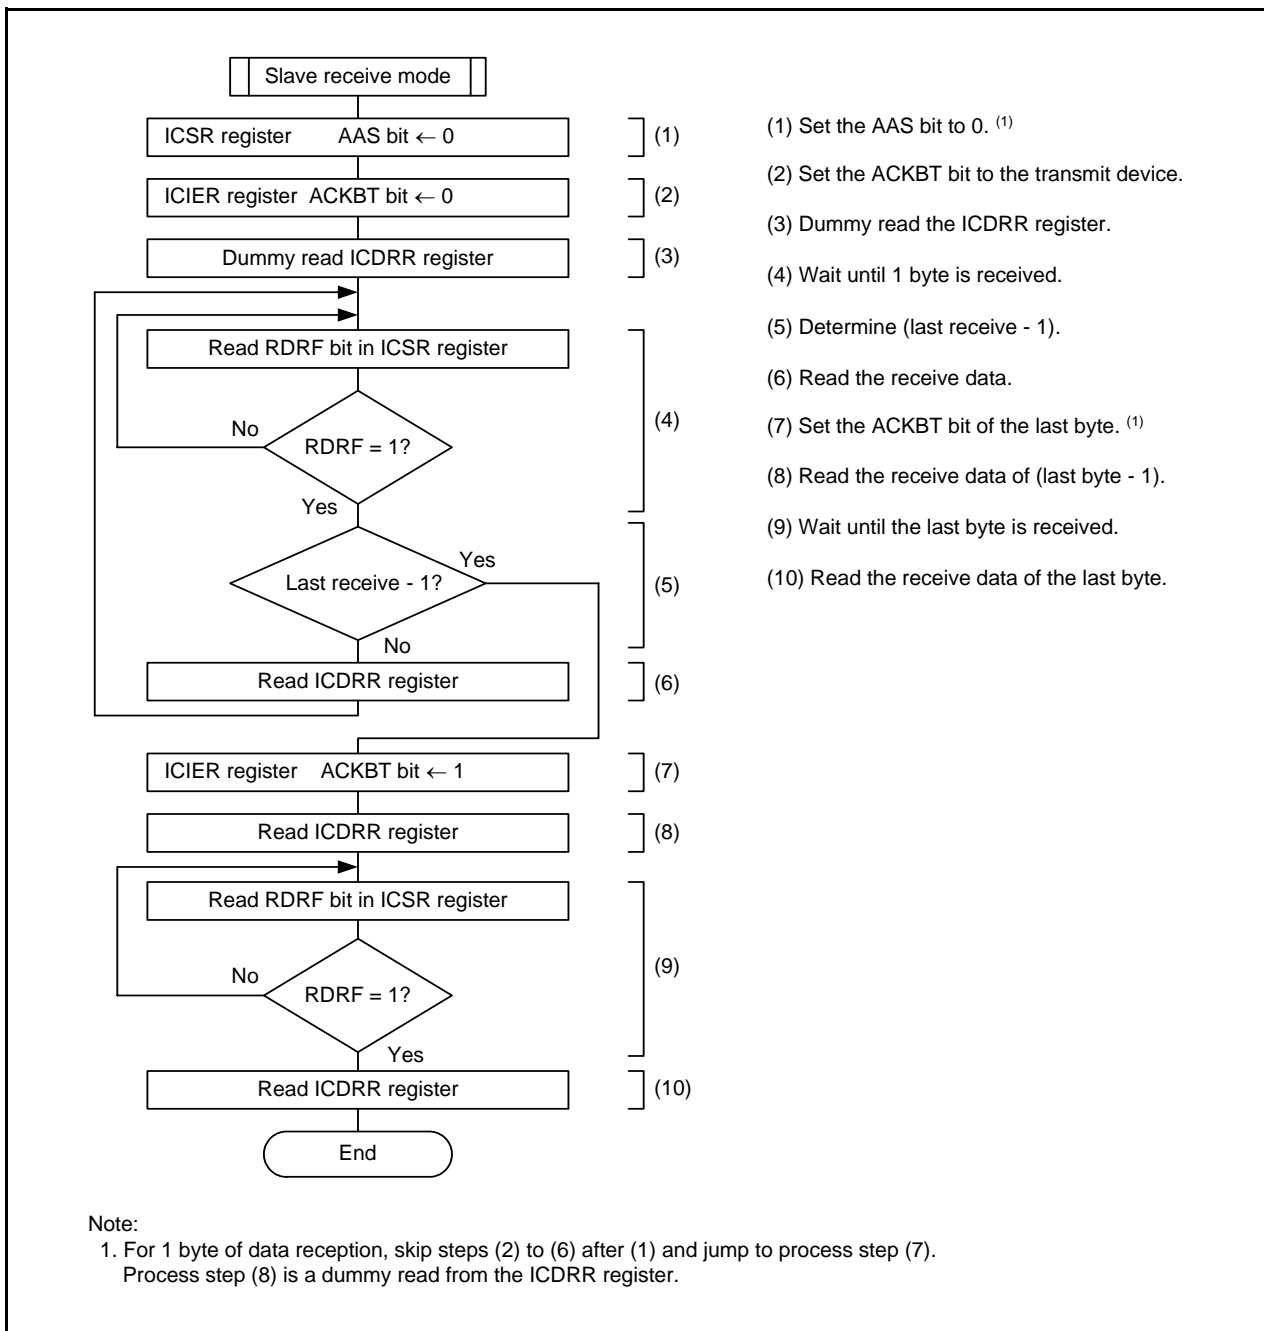 Slave receive mode
ICSR register AAS bit ← 0
(1)
ICIER register ACKBT bit ← 0
(2)
Dummy read ICDRR register
(3)
Read RDRF bit in ICSR register
No
RDRF = 1?
(4)
Yes
Last receive - 1?
Yes
(5)
No
Read ICDRR register
(6)
ICIER register ACKBT bit ← 1
(7)
Read ICDRR register
(8)
Read RDRF bit in ICSR register
No
RDRF = 1?
(9)
Yes
Read ICDRR register
(10)
End
(1) Set the AAS bit to 0. (1)
(2) Set the ACKBT bit to the transmit device.
(3) Dummy read the ICDRR register.
(4) Wait until 1 byte is received.
(5) Determine (last receive - 1).
(6) Read the receive data.
(7) Set the ACKBT bit of the last byte. (1)
(8) Read the receive data of (last byte - 1).
(9) Wait until the last byte is received.
(10) Read the receive data of the last byte.
Note:
1. For 1 byte of data reception, skip steps (2) to (6) after (1) and jump to process step (7).
Process step (8) is a dummy read from the ICDRR register.